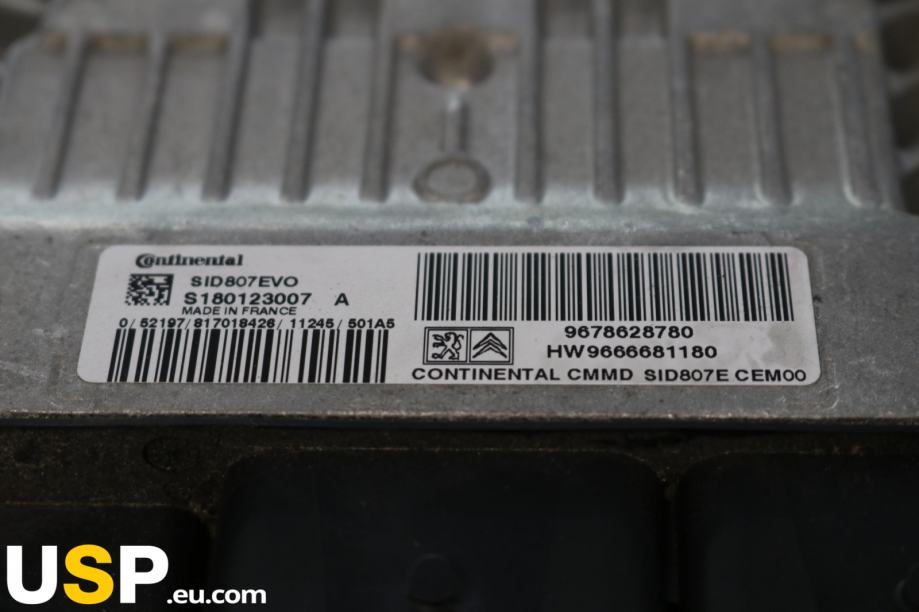 Continental
SID807EVO
S180123007 A
MADE IN FRANCE
0/52197/817018426/11245/501A5
9678628780
HW9666681180
CONTINENTAL CMMD SID807E CEM00
USP.eu.com